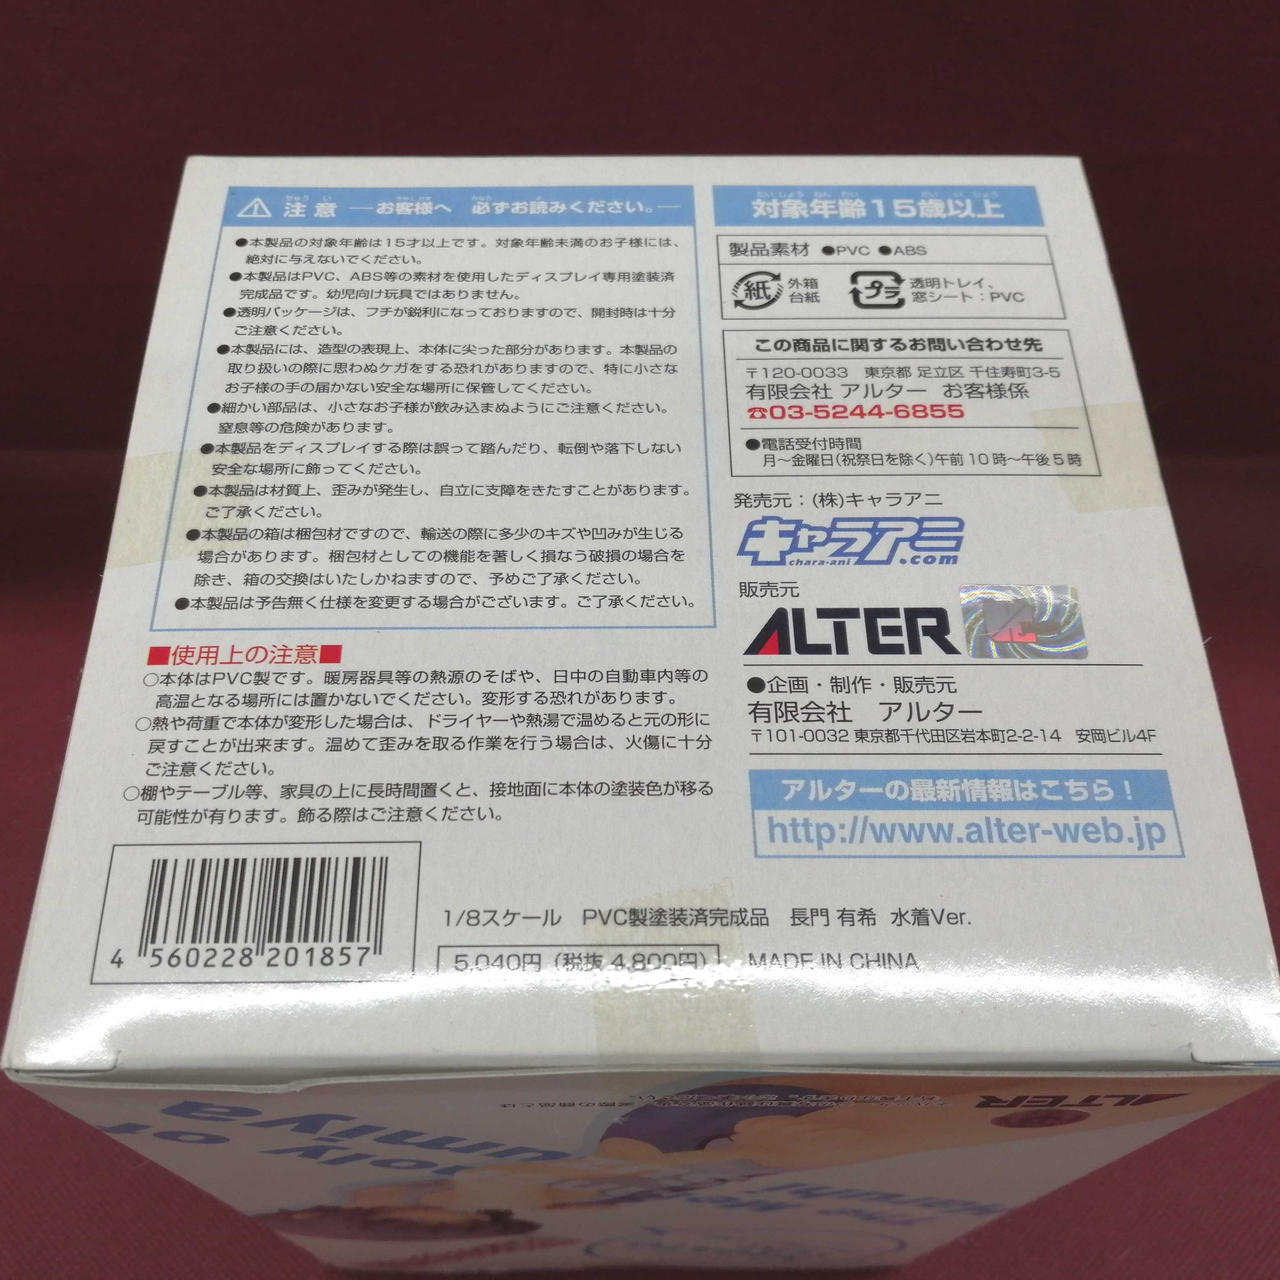 注意 ―お客様へ 必ずお読みください。―
●本製品の対象年齢は15才以上です。対象年齢未満のお子様には、
絶対に与えないでください。
●本製品はPVC、ABS等の素材を使用したディスプレイ専用塗装済
完成品です。幼児向け玩具ではありません。
●透明パッケージは、フチが鋭利になっておりますので、開封時は十分
ご注意ください。
●本製品には、造型の表現上、本体に尖った部分があります。本製品の
取り扱いの際に思わぬケガをする恐れがありますので、特に小さな
お子様の手の届かない安全な場所に保管してください。
●細かい部品は、小さなお子様が飲み込まぬようにご注意ください。
窒息等の危険があります。
●本製品をディスプレイする際は誤って踏んだり、転倒や落下しない
安全な場所に飾ってください。
●本製品は材質上、歪みが発生し、自立に支障をきたすことがあります。
ご了承ください。
●本製品の箱は梱包材ですので、輸送の際に多少のキズや凹みが生じる
場合があります。梱包材としての機能を著しく損なう破損の場合を
除き、箱の交換はいたしかねますので、予めご了承ください。
●本製品は予告無く仕様を変更する場合がございます。ご了承ください。
■使用上の注意■
○本体はPVC製です。暖房器具等の熱源のそばや、日中の自動車内等の
高温となる場所には置かないでください。変形する恐れがあります。
○熱や荷重で本体が変形した場合は、ドライヤーや熱湯で温めると元の形に
戻すことが出来ます。温めて歪みを取る作業を行う場合は、火傷に十分
ご注意ください。
○棚やテーブル等、家具の上に長時間置くと、接地面に本体の塗装色が移る
可能性が有ります。飾る際はご注意ください。
4 560228 201857
対象年齢15歳以上
製品素材 ●PVC ●ABS
紙 外箱
台紙
プラ 透明トレイ、
窓シート：PVC
この商品に関するお問い合わせ先
〒120-0033 東京都 足立区 千住寿町3-5
有限会社 アルター お客様係
☎03-5244-6855
●電話受付時間
月～金曜日(祝祭日を除く)午前10時～午後5時
発売元：(株)キャラアニ
キャラアニ
chara-ani .com
販売元
ALTER
●企画・制作・販売元
有限会社 アルター
〒101-0032 東京都千代田区岩本町2-2-14 安岡ビル4F
アルターの最新情報はこちら！
http://www.alter-web.jp
1/8スケール PVC製塗装済完成品 長門 有希 水着Ver.
5,040円（税抜 4,800円） MADE IN CHINA
ALTER